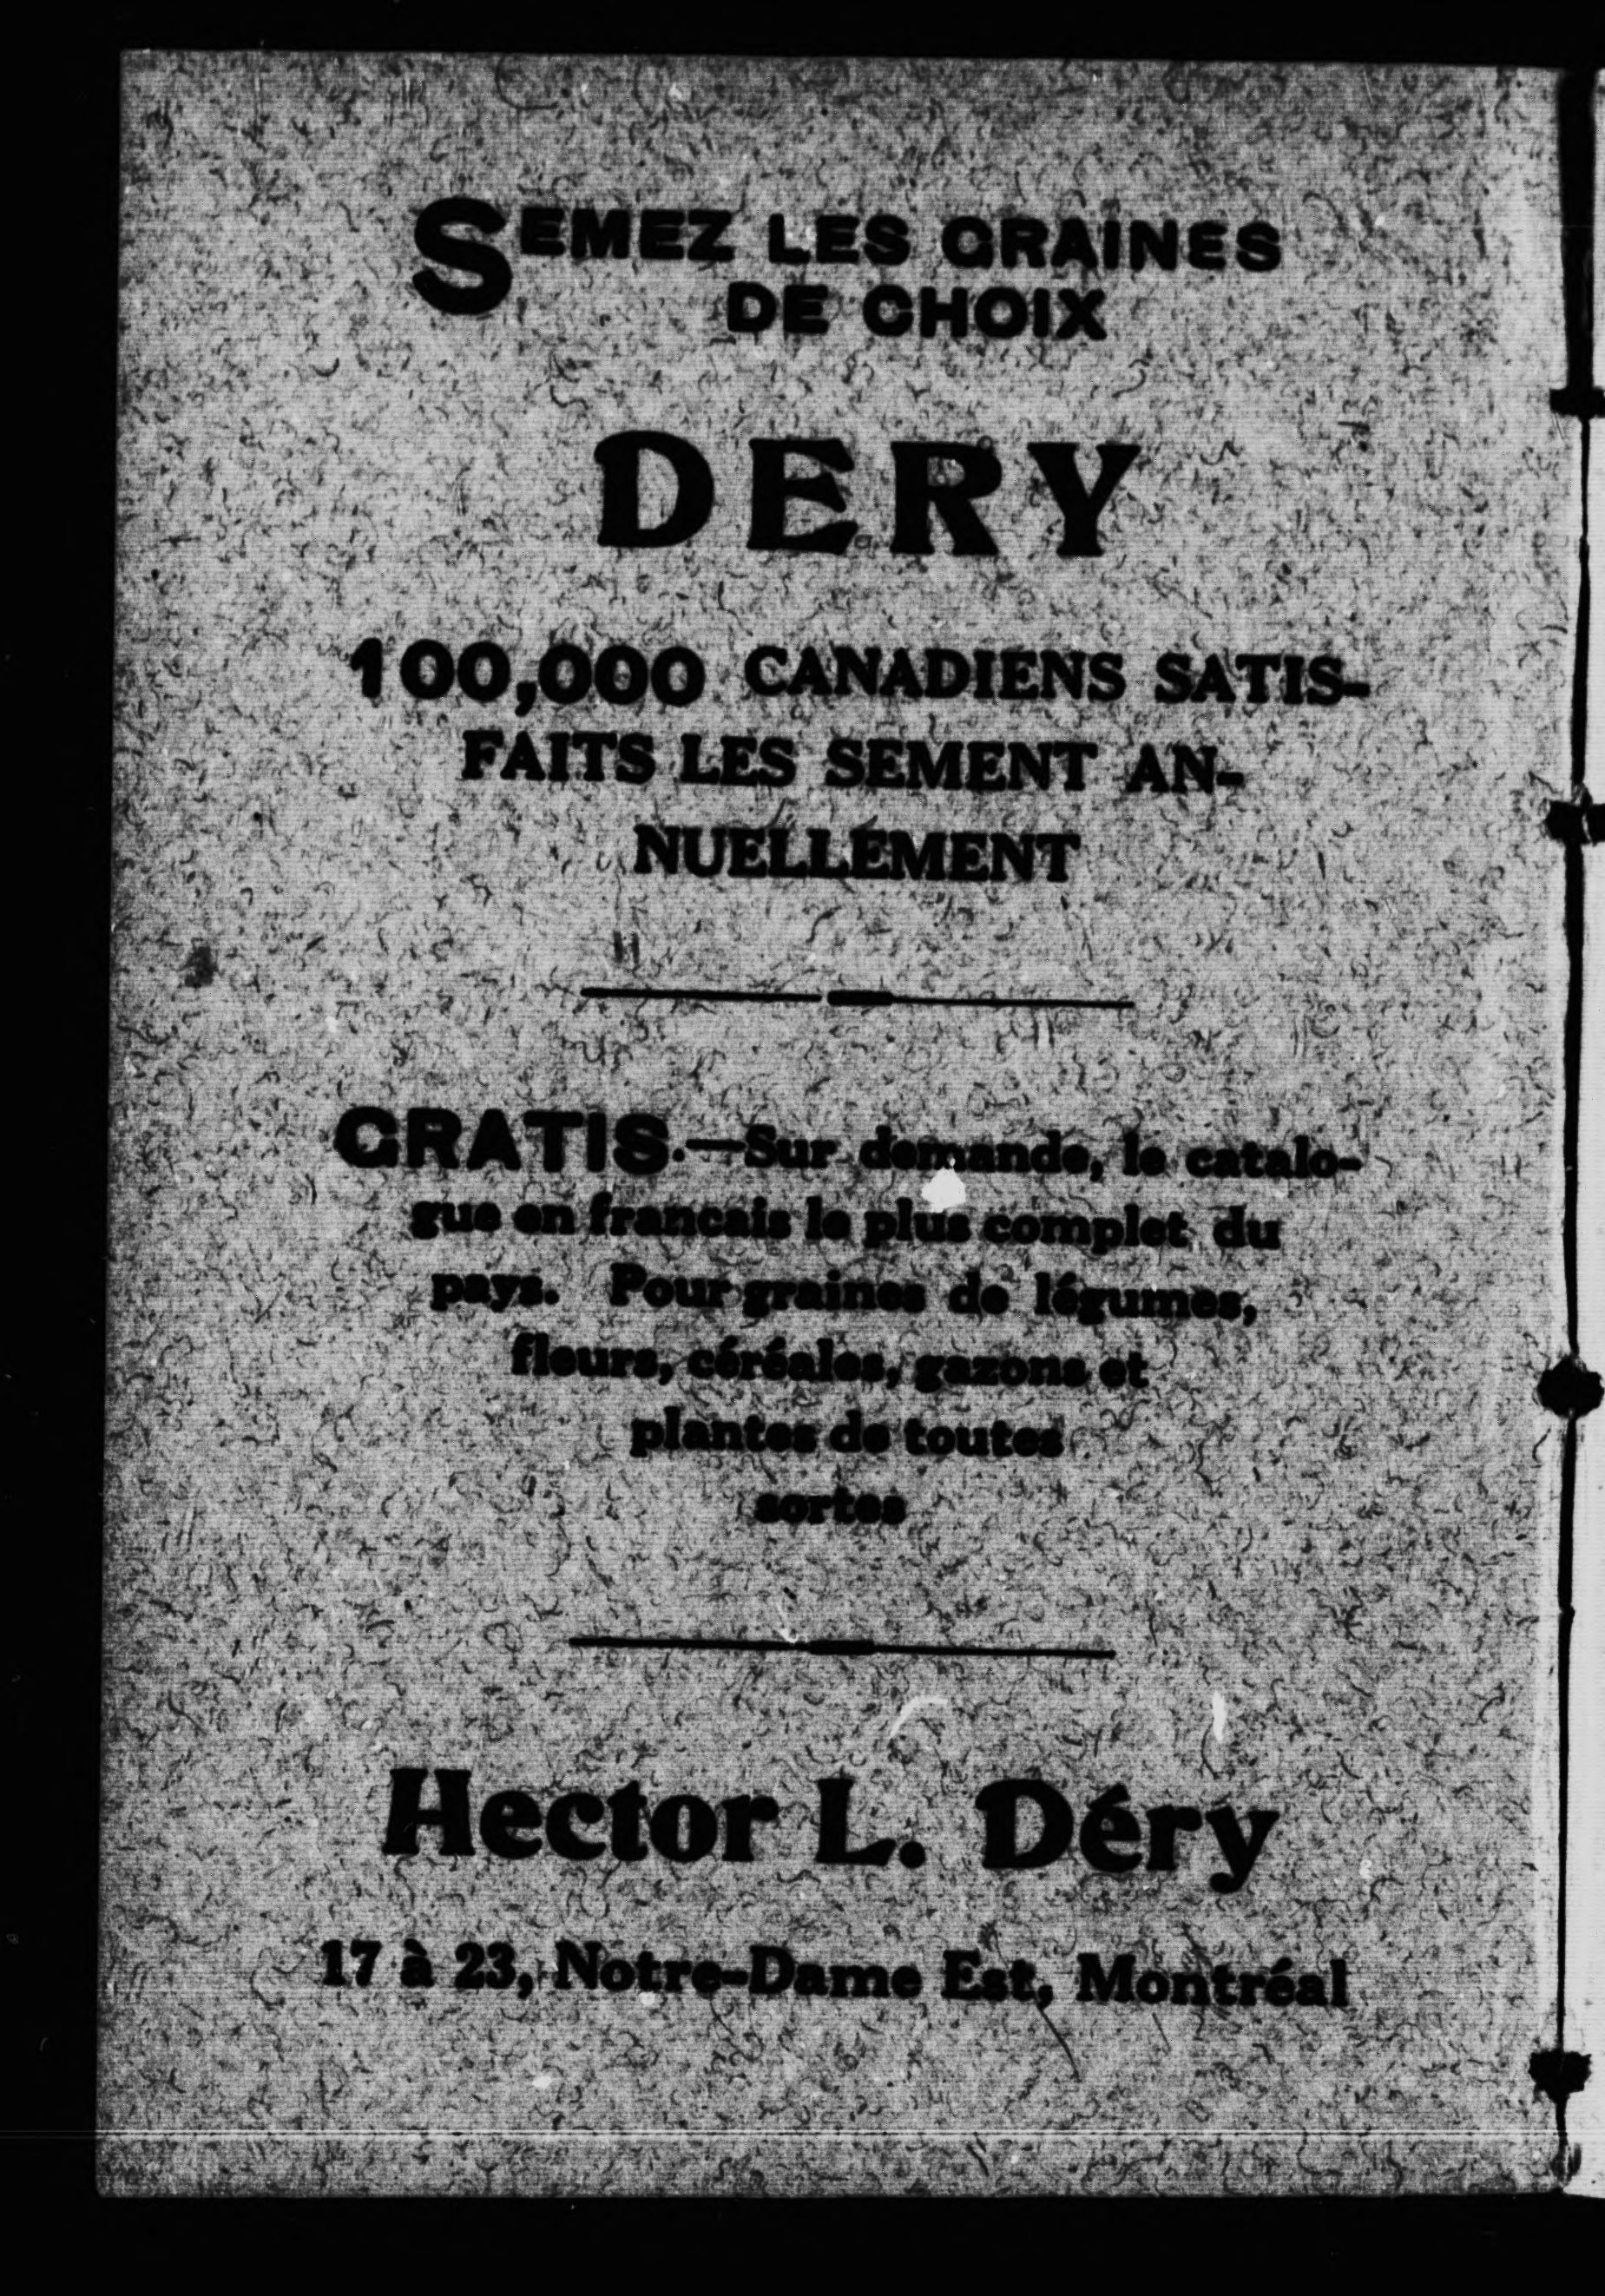 SEMEZ LES GRAINES
DE CHOIX
DERY
100,000 CANADIENS SATIS-
FAITS LES SEMENT AN-
NUELLEMENT
GRATIS.—Sur demande, le catalo-
gue en francais le plus complet du
pays. Pour graines de légumes,
fleurs, céréales, gazons et
plantes de toutes
sortes
Hector L. Déry
17 à 23, Notre-Dame Est, Montréal